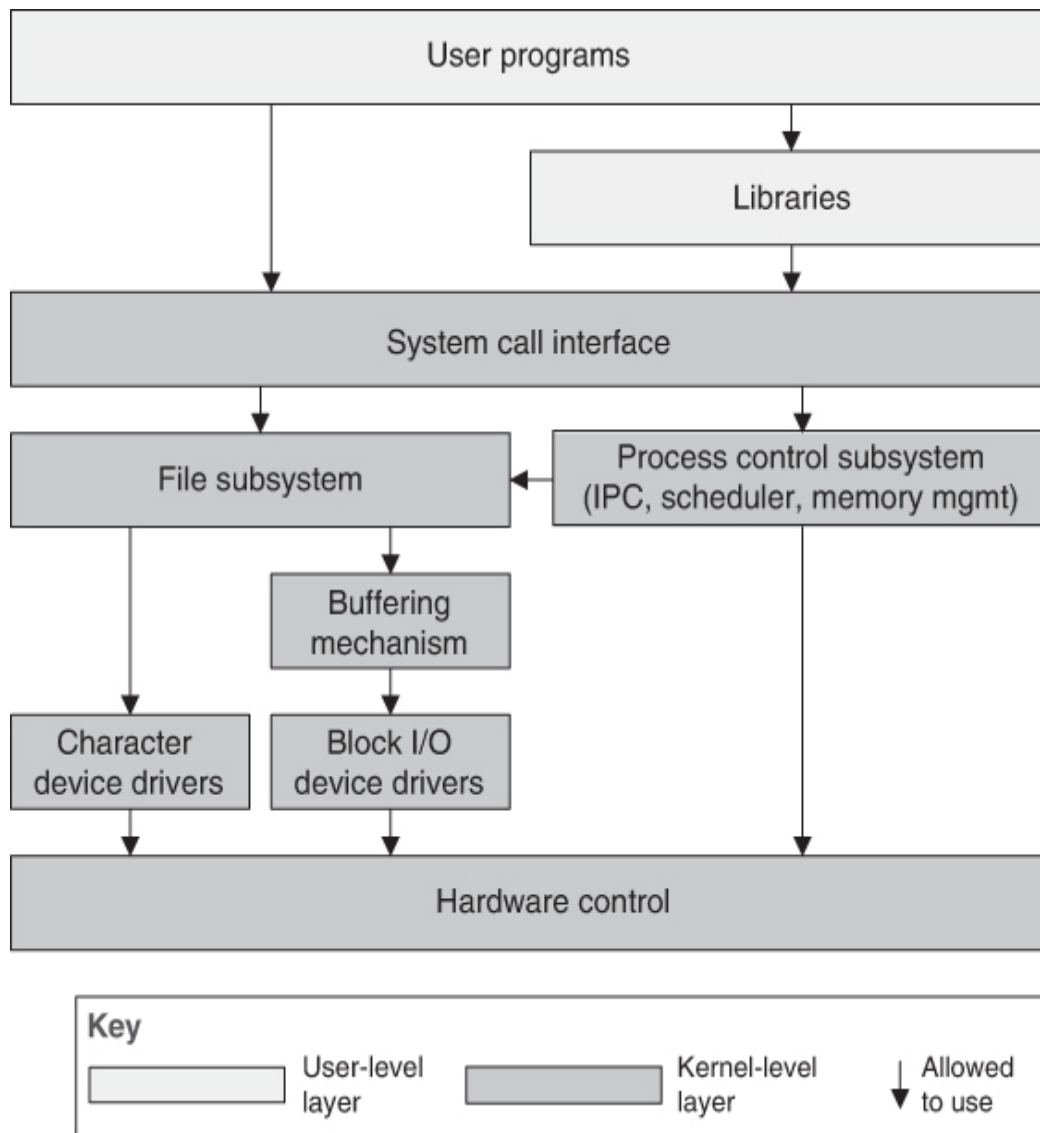 User programs
Libraries
System call interface
File subsystem
Process control subsystem
(IPC, scheduler, memory mgmt)
Buffering
mechanism
Character
device drivers
Block I/O
device drivers
Hardware control
Key
User-level
layer
Kernel-level
layer
Allowed
to use